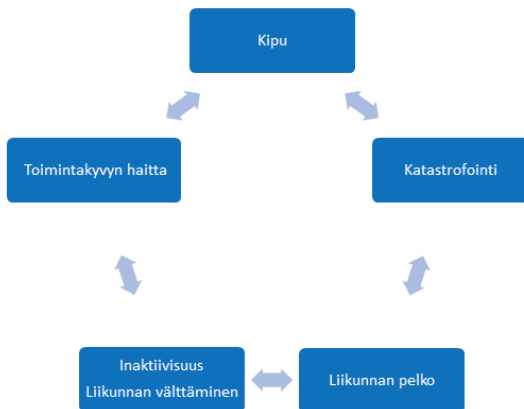 Kipu
Toimintakyvyn haitta
Katastrofointi
Inaktiivisuus
Liikunnan välttäminen
Liikunnan pelko